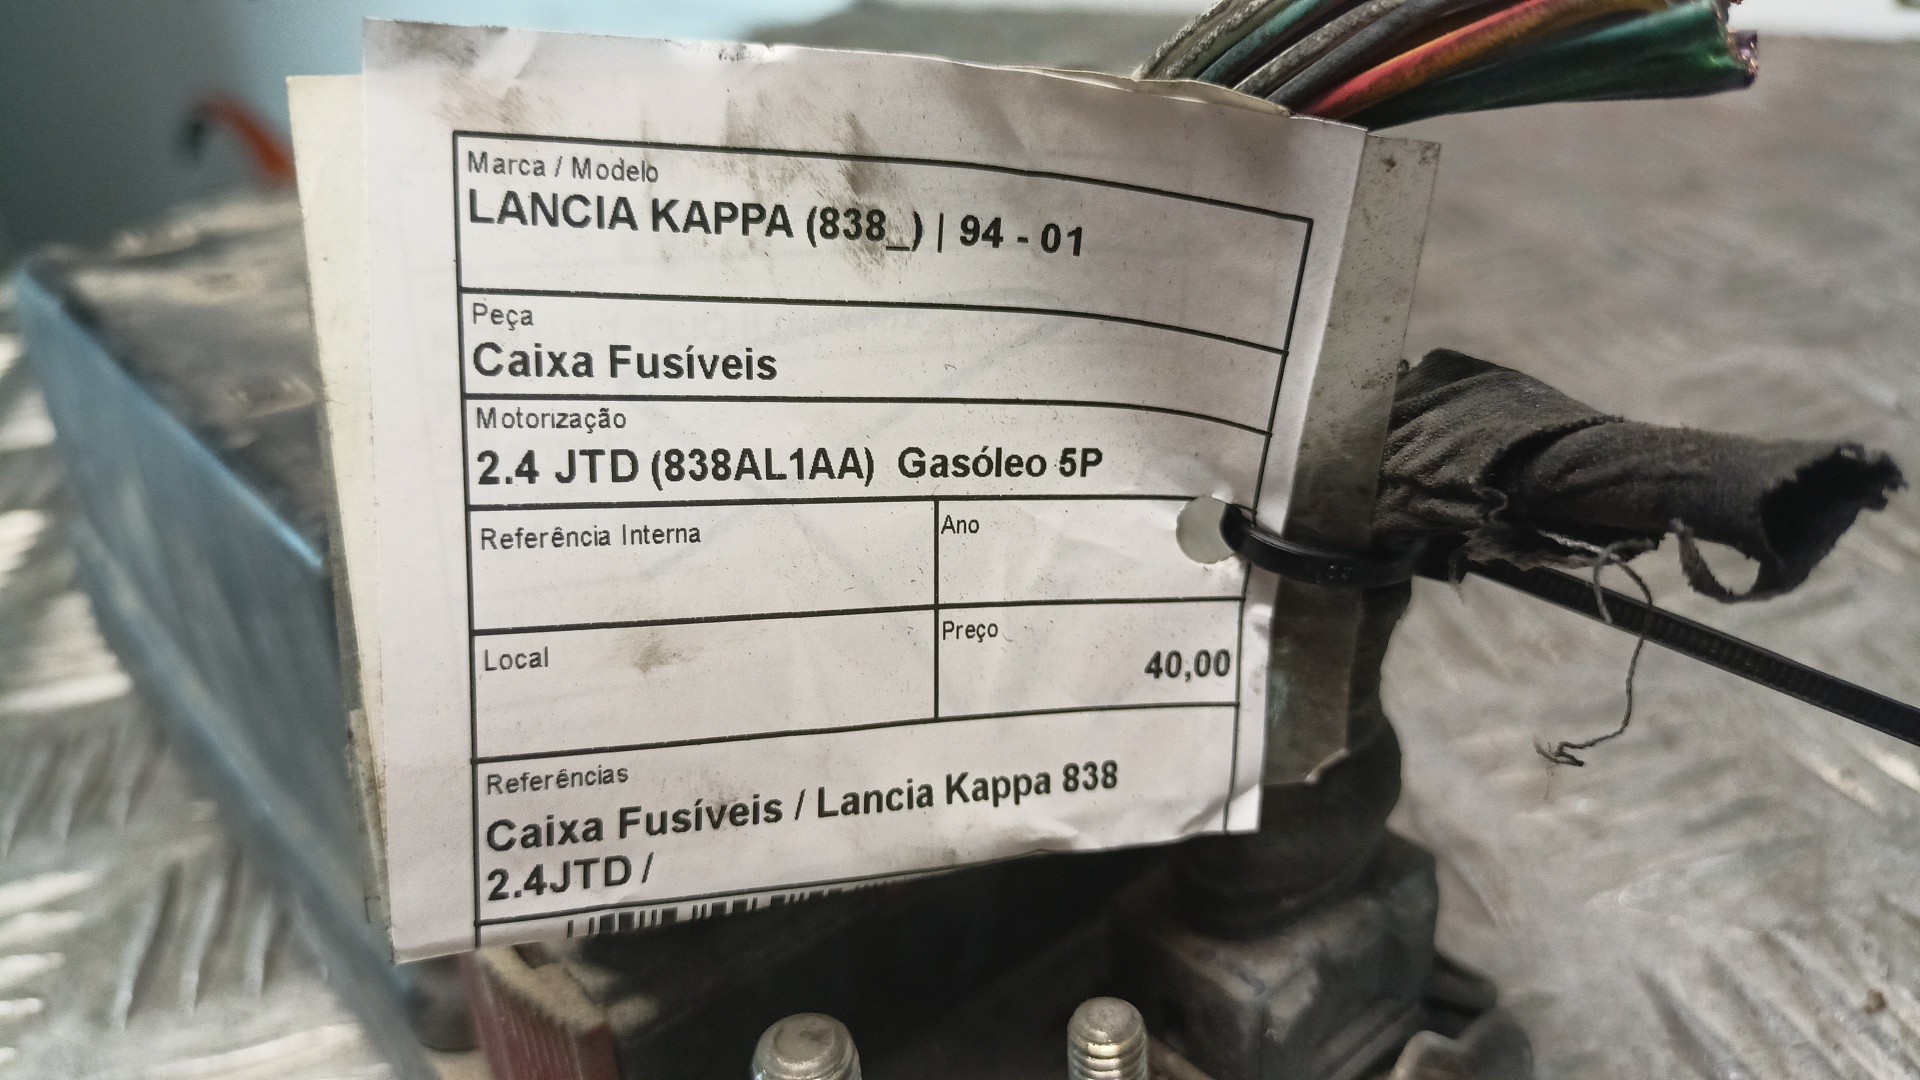 Marca / Modelo
LANCIA KAPPA (838_) | 94 - 01
Peça
Caixa Fusíveis
Motorização
2.4 JTD (838AL1AA) Gasóleo 5P
Referência Interna
Ano
Local
Preço
40,00
Referências
Caixa Fusíveis / Lancia Kappa 838
2.4JTD /